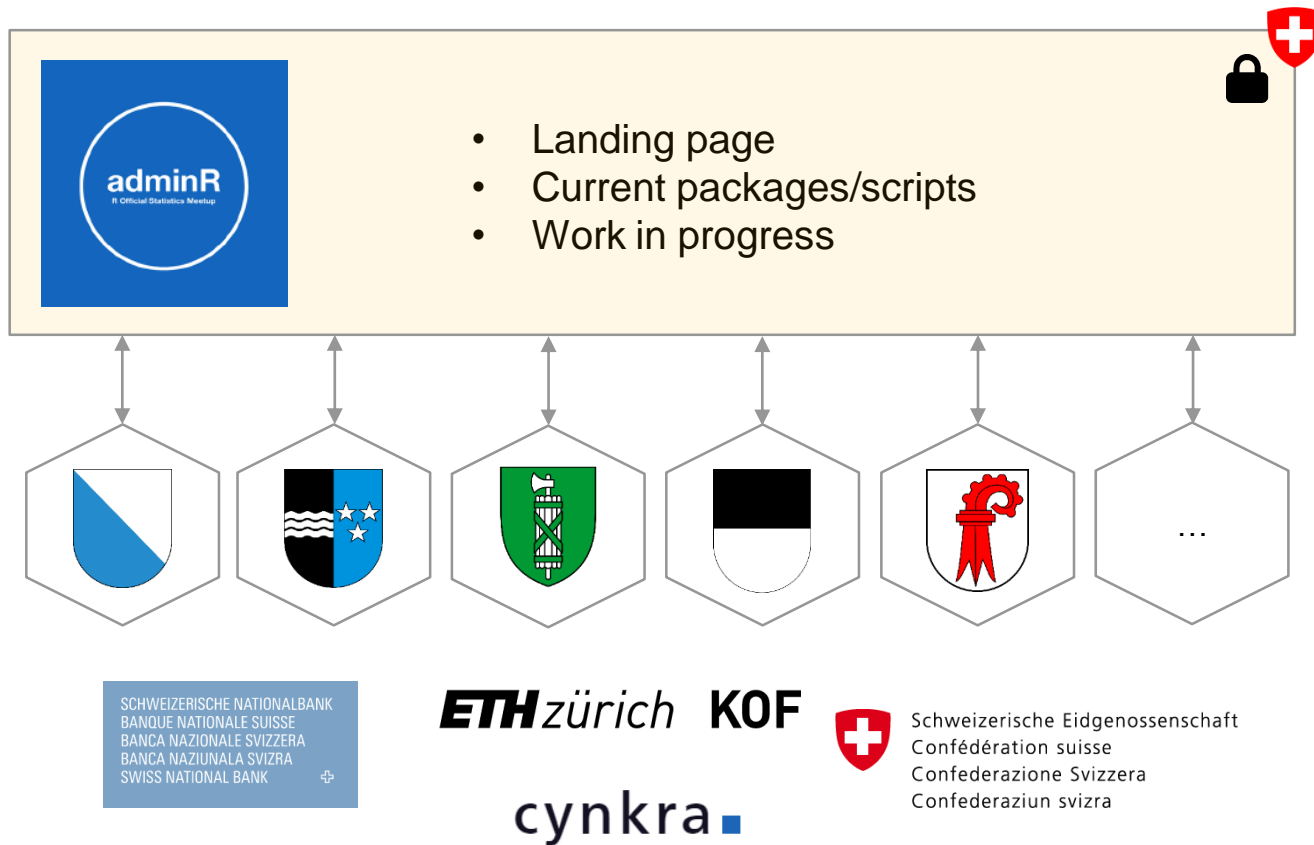 adminR
R Official Statistics Meetup
• Landing page
• Current packages/scripts
• Work in progress
...
SCHWEIZERISCHE NATIONALBANK
BANQUE NATIONALE SUISSE
BANCA NAZIONALE SVIZZERA
BANCA NAZIUNALA SVIZRA
SWISS NATIONAL BANK
ETH zürich KOF
Schweizerische Eidgenossenschaft
Confédération suisse
Confederazione Svizzera
Confederaziun svizra
cynkra